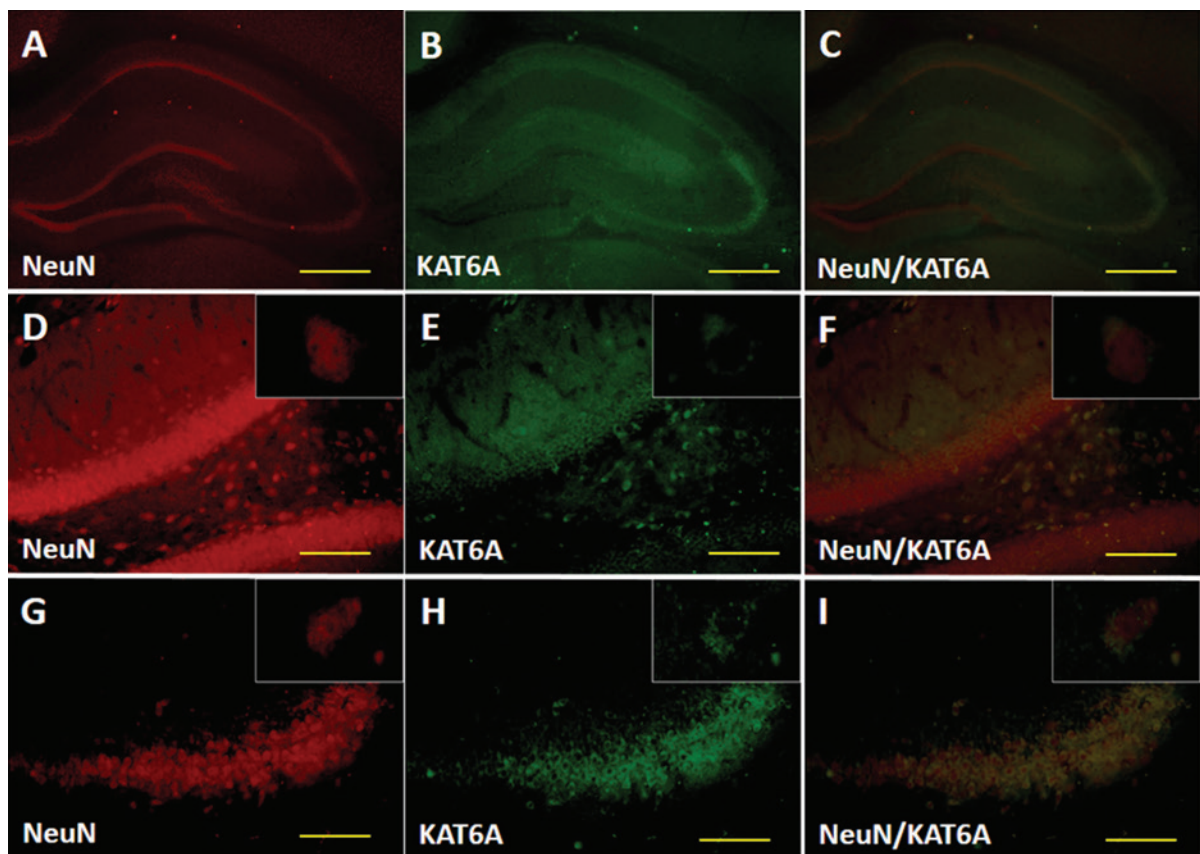 A
NeuN
B
KAT6A
C
NeuN/KAT6A
D
NeuN
E
KAT6A
F
NeuN/KAT6A
G
NeuN
H
KAT6A
I
NeuN/KAT6A